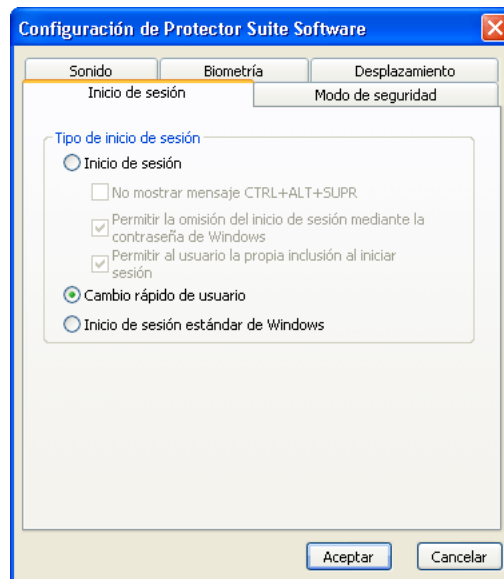 Configuración de Protector Suite Software
Sonido
Biometría
Desplazamiento
Inicio de sesión
Modo de seguridad
Tipo de inicio de sesión
Inicio de sesión
No mostrar mensaje CTRL+ALT+SUPR
Permitir la omisión del inicio de sesión mediante la
contraseña de Windows
Permitir al usuario la propia inclusión al iniciar
sesión
Cambio rápido de usuario
Inicio de sesión estándar de Windows
Aceptar
Cancelar